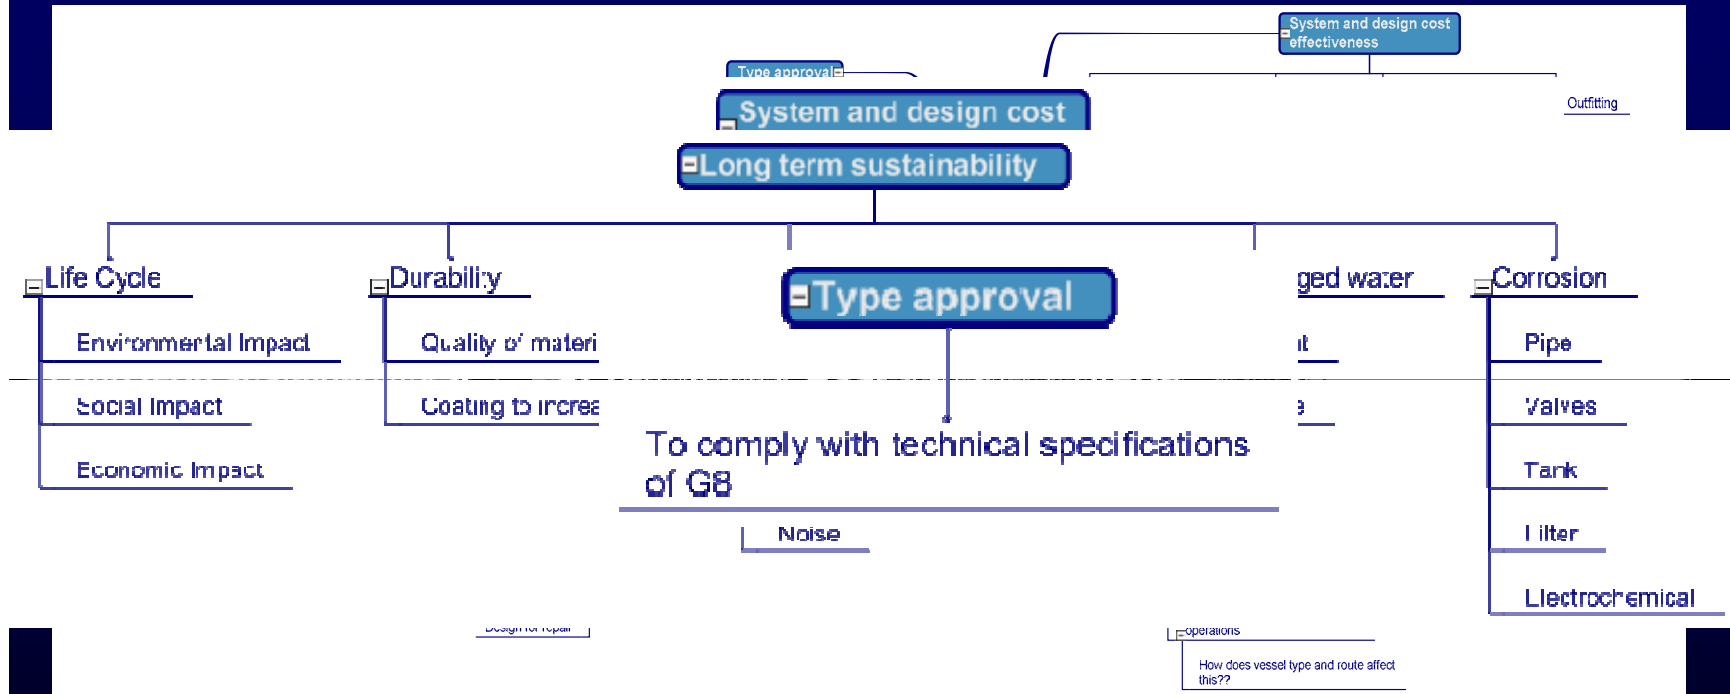 System and design cost
effectiveness
Type approval
Outfitting
System and design cost
Long term sustainability
Life Cycle
Durability
Type approval
ged water
Corrosion
Environmental Impact
Quality of materi
Pipe
Social Impact
Coating to increa
Valves
To comply with technical specifications
of G8
Economic Impact
Tank
Noise
Filter
Electrochemical
Design for repair
operations
How does vessel type and route affect
this??